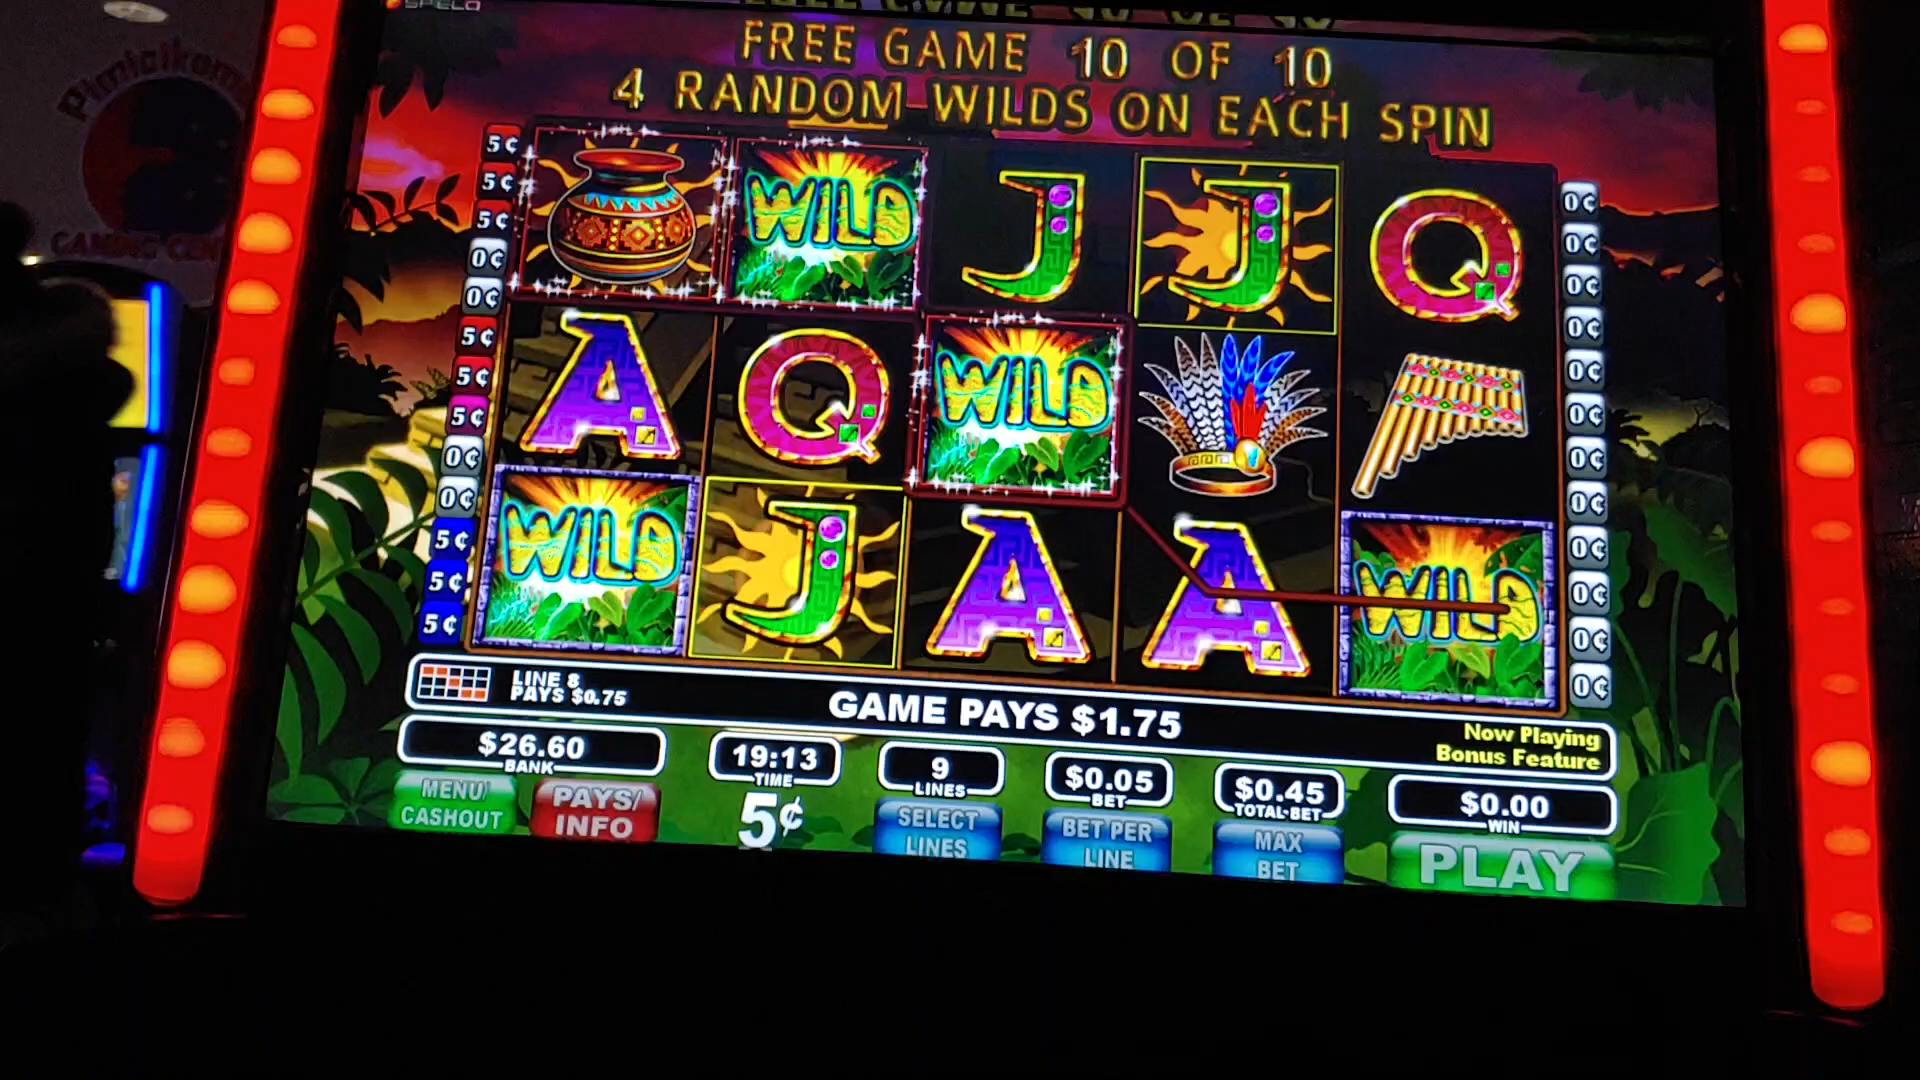 SPELO
FREE GAME 10 OF 10
4 RANDOM WILDS ON EACH SPIN
Pimicikamak
GAMING
5¢
5¢
5¢
0¢
0¢
5¢
5¢
5¢
0¢
0¢
5¢
5¢
5¢
WILD
J
J
Q
A
Q
WILD
WILD
J
A
A
WILD
0¢
0¢
0¢
0¢
0¢
0¢
0¢
0¢
0¢
0¢
0¢
0¢
LINE 8
PAYS $0.75
GAME PAYS $1.75
Now Playing
Bonus Feature
$26.60
BANK
19:13
TIME
9
LINES
$0.05
BET
$0.45
TOTAL-BET
$0.00
WIN
MENU/
CASHOUT
PAYS/
INFO
5¢
SELECT
LINES
BET PER
LINE
MAX
BET
PLAY